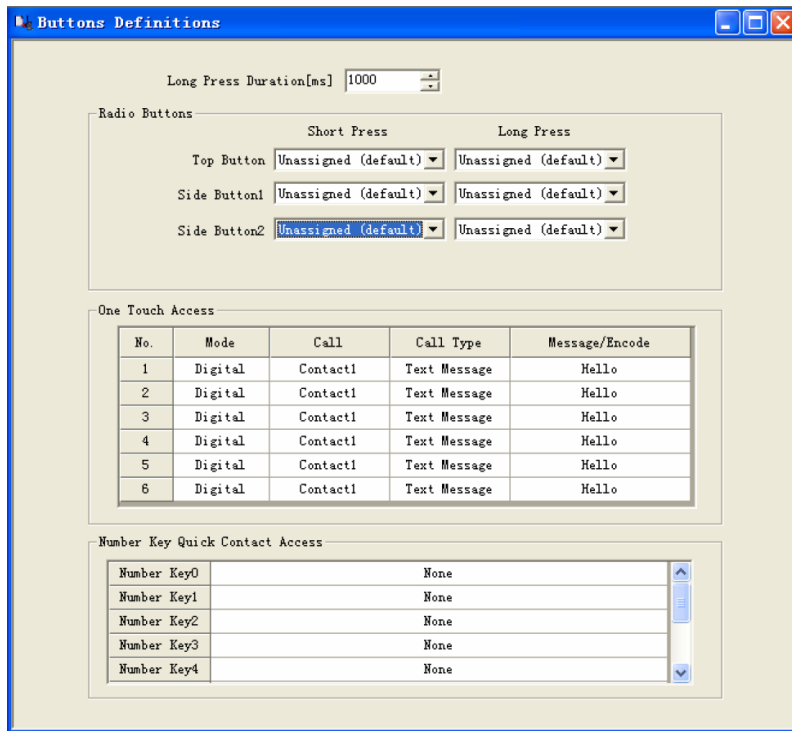 Buttons Definitions
Long Press Duration[ms] 1000
Radio Buttons
Short Press Long Press
Top Button Unassigned (default) Unassigned (default)
Side Button1 Unassigned (default) Unassigned (default)
Side Button2 Unassigned (default) Unassigned (default)
One Touch Access
No. Mode Call Call Type Message/Encode
1 Digital Contact1 Text Message Hello
2 Digital Contact1 Text Message Hello
3 Digital Contact1 Text Message Hello
4 Digital Contact1 Text Message Hello
5 Digital Contact1 Text Message Hello
6 Digital Contact1 Text Message Hello
Number Key Quick Contact Access
Number Key0 None
Number Key1 None
Number Key2 None
Number Key3 None
Number Key4 None